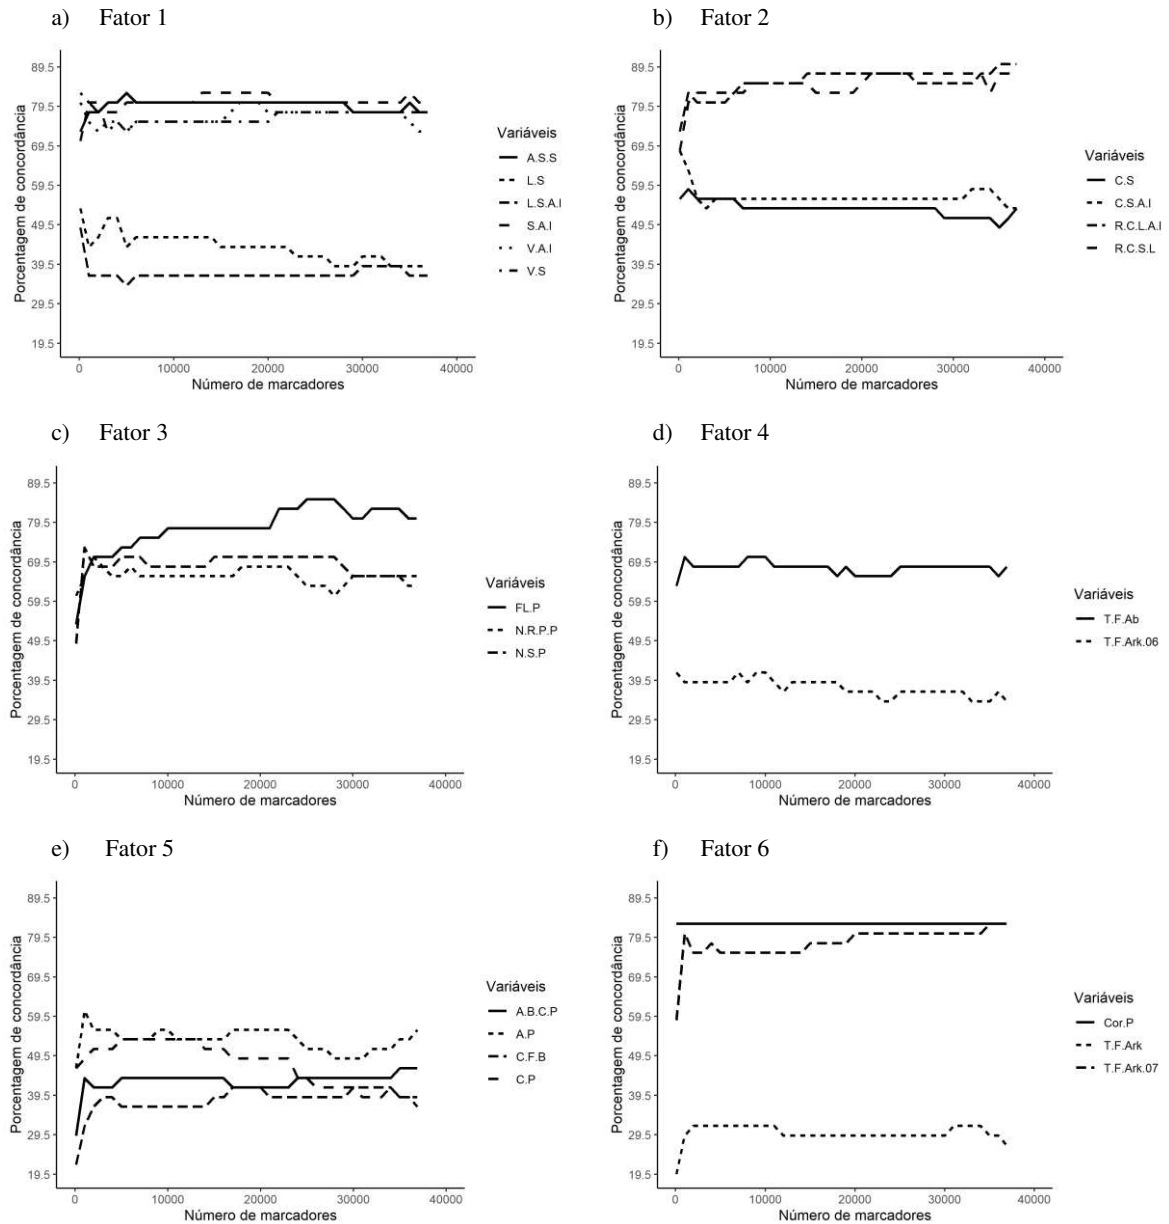 a) Fator 1
Porcentagem de concordância
89.5
79.5
69.5
59.5
49.5
39.5
29.5
19.5
0 10000 20000 30000 40000
Número de marcadores
Variáveis
A.S.S
L.S
L.S.A.I
S.A.I
V.A.I
V.S
b) Fator 2
Porcentagem de concordância
89.5
79.5
69.5
59.5
49.5
39.5
29.5
19.5
0 10000 20000 30000 40000
Número de marcadores
Variáveis
C.S
C.S.A.I
R.C.L.A.I
R.C.S.L
c) Fator 3
Porcentagem de concordância
89.5
79.5
69.5
59.5
49.5
39.5
29.5
19.5
0 10000 20000 30000 40000
Número de marcadores
Variáveis
FL.P
N.R.P.P
N.S.P
d) Fator 4
Porcentagem de concordância
89.5
79.5
69.5
59.5
49.5
39.5
29.5
19.5
0 10000 20000 30000 40000
Número de marcadores
Variáveis
T.F.Ab
T.F.Ark.06
e) Fator 5
Porcentagem de concordância
89.5
79.5
69.5
59.5
49.5
39.5
29.5
19.5
0 10000 20000 30000 40000
Número de marcadores
Variáveis
A.B.C.P
A.P
C.F.B
C.P
f) Fator 6
Porcentagem de concordância
89.5
79.5
69.5
59.5
49.5
39.5
29.5
19.5
0 10000 20000 30000 40000
Número de marcadores
Variáveis
Cor.P
T.F.Ark
T.F.Ark.07